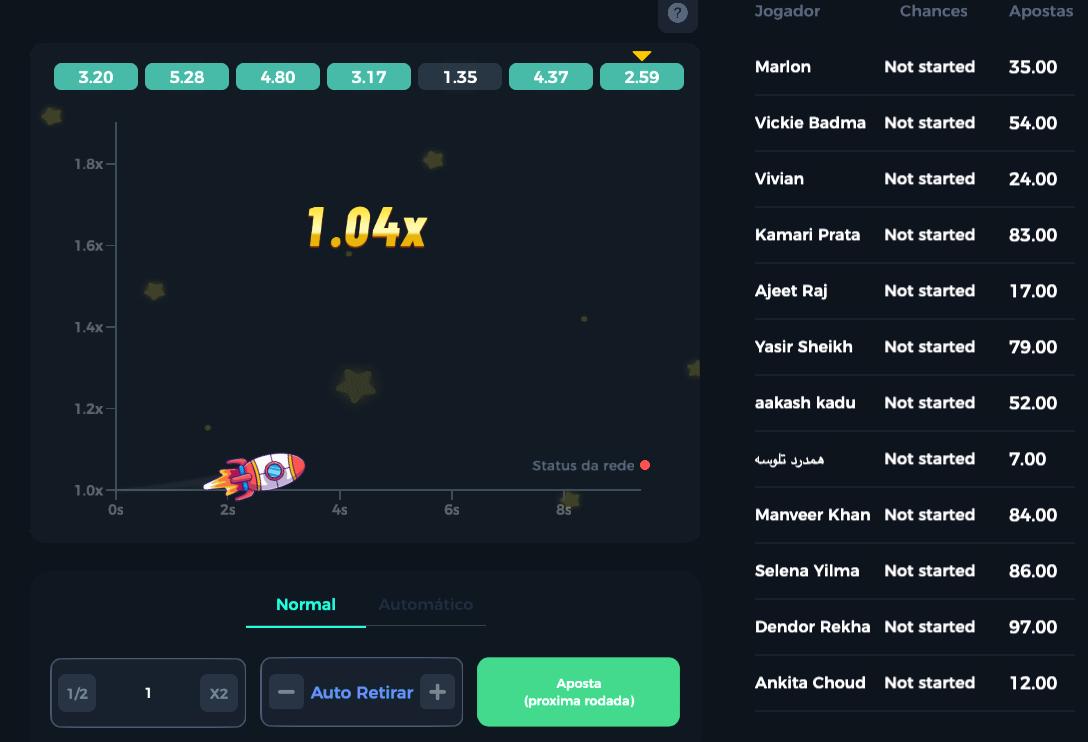 ?
3.20 5.28 4.80 3.17 1.35 4.37 2.59
1.8x
1.04x
1.6x
1.4x
1.2x
Status da rede
1.0x
0s 2s 4s 6s 8s
Normal Automático
1/2 1 X2
Auto Retirar
Aposta
(proxima rodada)
Jogador Chances Apostas
Marlon Not started 35.00
Vickie Badma Not started 54.00
Vivian Not started 24.00
Kamari Prata Not started 83.00
Ajeet Raj Not started 17.00
Yasir Sheikh Not started 79.00
aakash kadu Not started 52.00
همدرد تلوسه Not started 7.00
Manveer Khan Not started 84.00
Selena Yilma Not started 86.00
Dendor Rekha Not started 97.00
Ankita Choud Not started 12.00